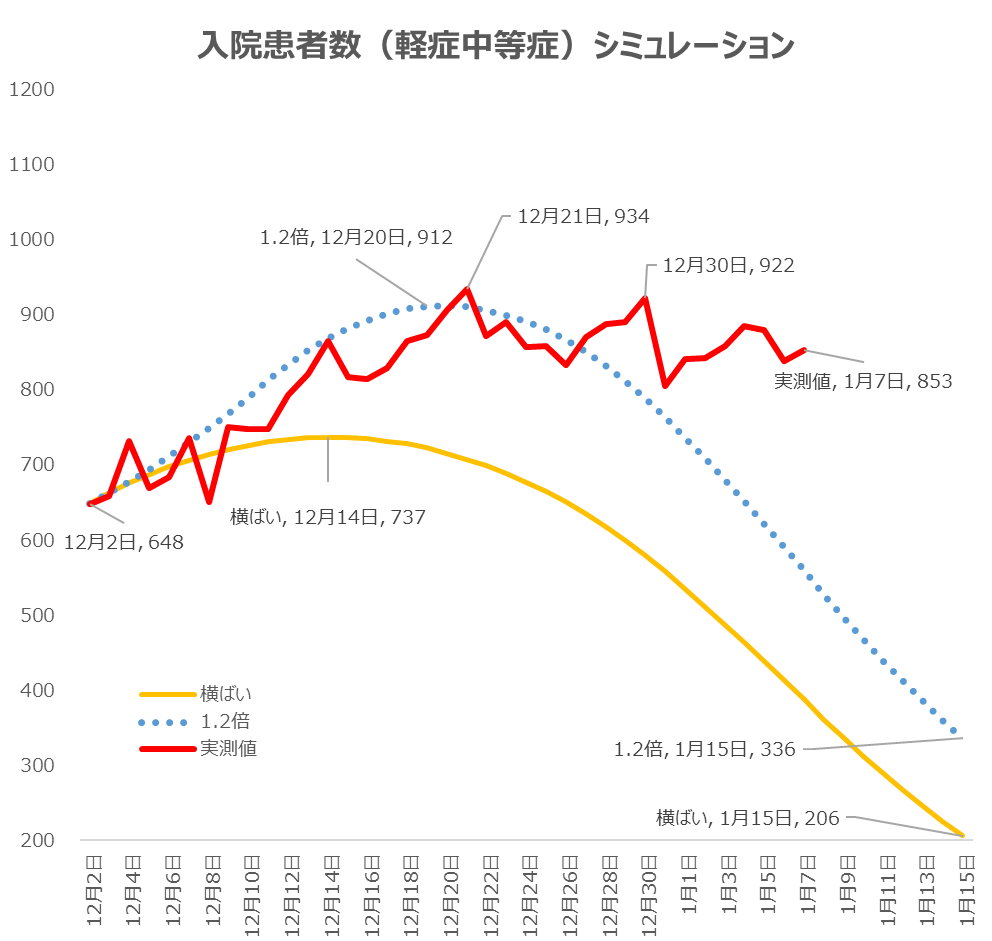 入院患者数（軽症中等症）シミュレーション
1200
1100
1000
900
800
700
600
500
400
300
200
12月21日, 934
1.2倍, 12月20日, 912
12月30日, 922
実測値, 1月7日, 853
横ばい, 12月14日, 737
12月2日, 648
横ばい
1.2倍
実測値
1.2倍, 1月15日, 336
横ばい, 1月15日, 206
12月2日
12月4日
12月6日
12月8日
12月10日
12月12日
12月14日
12月16日
12月18日
12月20日
12月22日
12月24日
12月26日
12月28日
12月30日
1月1日
1月3日
1月5日
1月7日
1月9日
1月11日
1月13日
1月15日